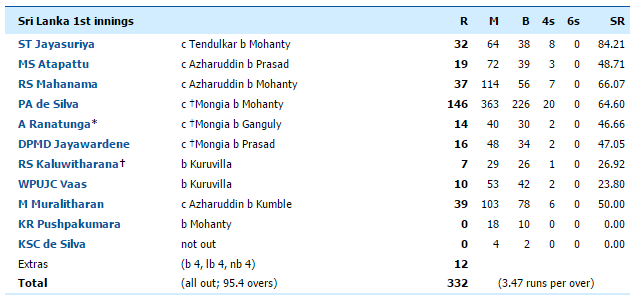 Sri Lanka 1st innings R M B 4s 6s SR
ST Jayasuriya c Tendulkar b Mohanty 32 64 38 8 0 84.21
MS Atapattu c Azharuddin b Prasad 19 72 39 3 0 48.71
RS Mahanama c Azharuddin b Mohanty 37 114 56 7 0 66.07
PA de Silva c †Mongia b Mohanty 146 363 226 20 0 64.60
A Ranatunga* c †Mongia b Ganguly 14 40 30 2 0 46.66
DPMD Jayawardene c †Mongia b Prasad 16 48 34 2 0 47.05
RS Kaluwitharana† b Kuruvilla 7 29 26 1 0 26.92
WPUJC Vaas b Kuruvilla 10 53 42 2 0 23.80
M Muralitharan c Azharuddin b Kumble 39 103 78 6 0 50.00
KR Pushpakumara b Mohanty 0 18 10 0 0 0.00
KSC de Silva not out 0 4 2 0 0 0.00
Extras (b 4, lb 4, nb 4) 12
Total (all out; 95.4 overs) 332 (3.47 runs per over)